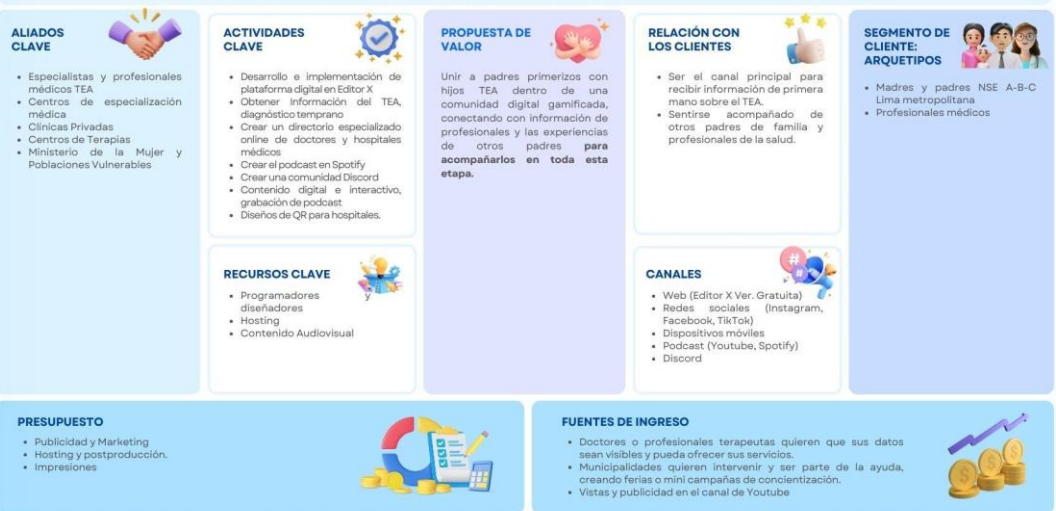 ALIADOS
CLAVE
Especialistas y profesionales
médicos TEA
Centros de especialización
médica
Clínicas Privadas
Centros de Terapias
Ministerio de la Mujer y
Poblaciones Vulnerables
ACTIVIDADES
CLAVE
Desarrollo e implementación de
plataforma digital en Editor X
Obtener Información del TEA,
diagnóstico temprano
Crear un directorio especializado
online de doctores y hospitales
médicos
Crear el podcast en Spotify
Crear una comunidad Discord
Contenido digital e interactivo,
grabación de podcast
Diseños de QR para hospitales.
RECURSOS CLAVE
Programadores y
diseñadores
Hosting
Contenido Audiovisual
PROPUESTA DE
VALOR
Unir a padres primerizos con
hijos TEA dentro de una
comunidad digital gamificada,
conectando con información de
profesionales y las experiencias
de otros padres para
acompañarlos en toda esta
etapa.
RELACIÓN CON
LOS CLIENTES
Ser el canal principal para
recibir información de primera
mano sobre el TEA.
Sentirse acompañado de
otros padres de familia y
profesionales de la salud.
CANALES
Web (Editor X Ver. Gratuita)
Redes sociales (Instagram,
Facebook, TikTok)
Dispositivos móviles
Podcast (Youtube, Spotify)
Discord
SEGMENTO DE
CLIENTE:
ARQUETIPOS
Madres y padres NSE A-B-C
Lima metropolitana
Profesionales médicos
PRESUPUESTO
Publicidad y Marketing
Hosting y postproducción.
Impresiones
FUENTES DE INGRESO
Doctores o profesionales terapeutas quieren que sus datos
sean visibles y pueda ofrecer sus servicios.
Municipalidades quieren intervenir y ser parte de la ayuda,
creando ferias o mini campañas de concientización.
Vistas y publicidad en el canal de Youtube